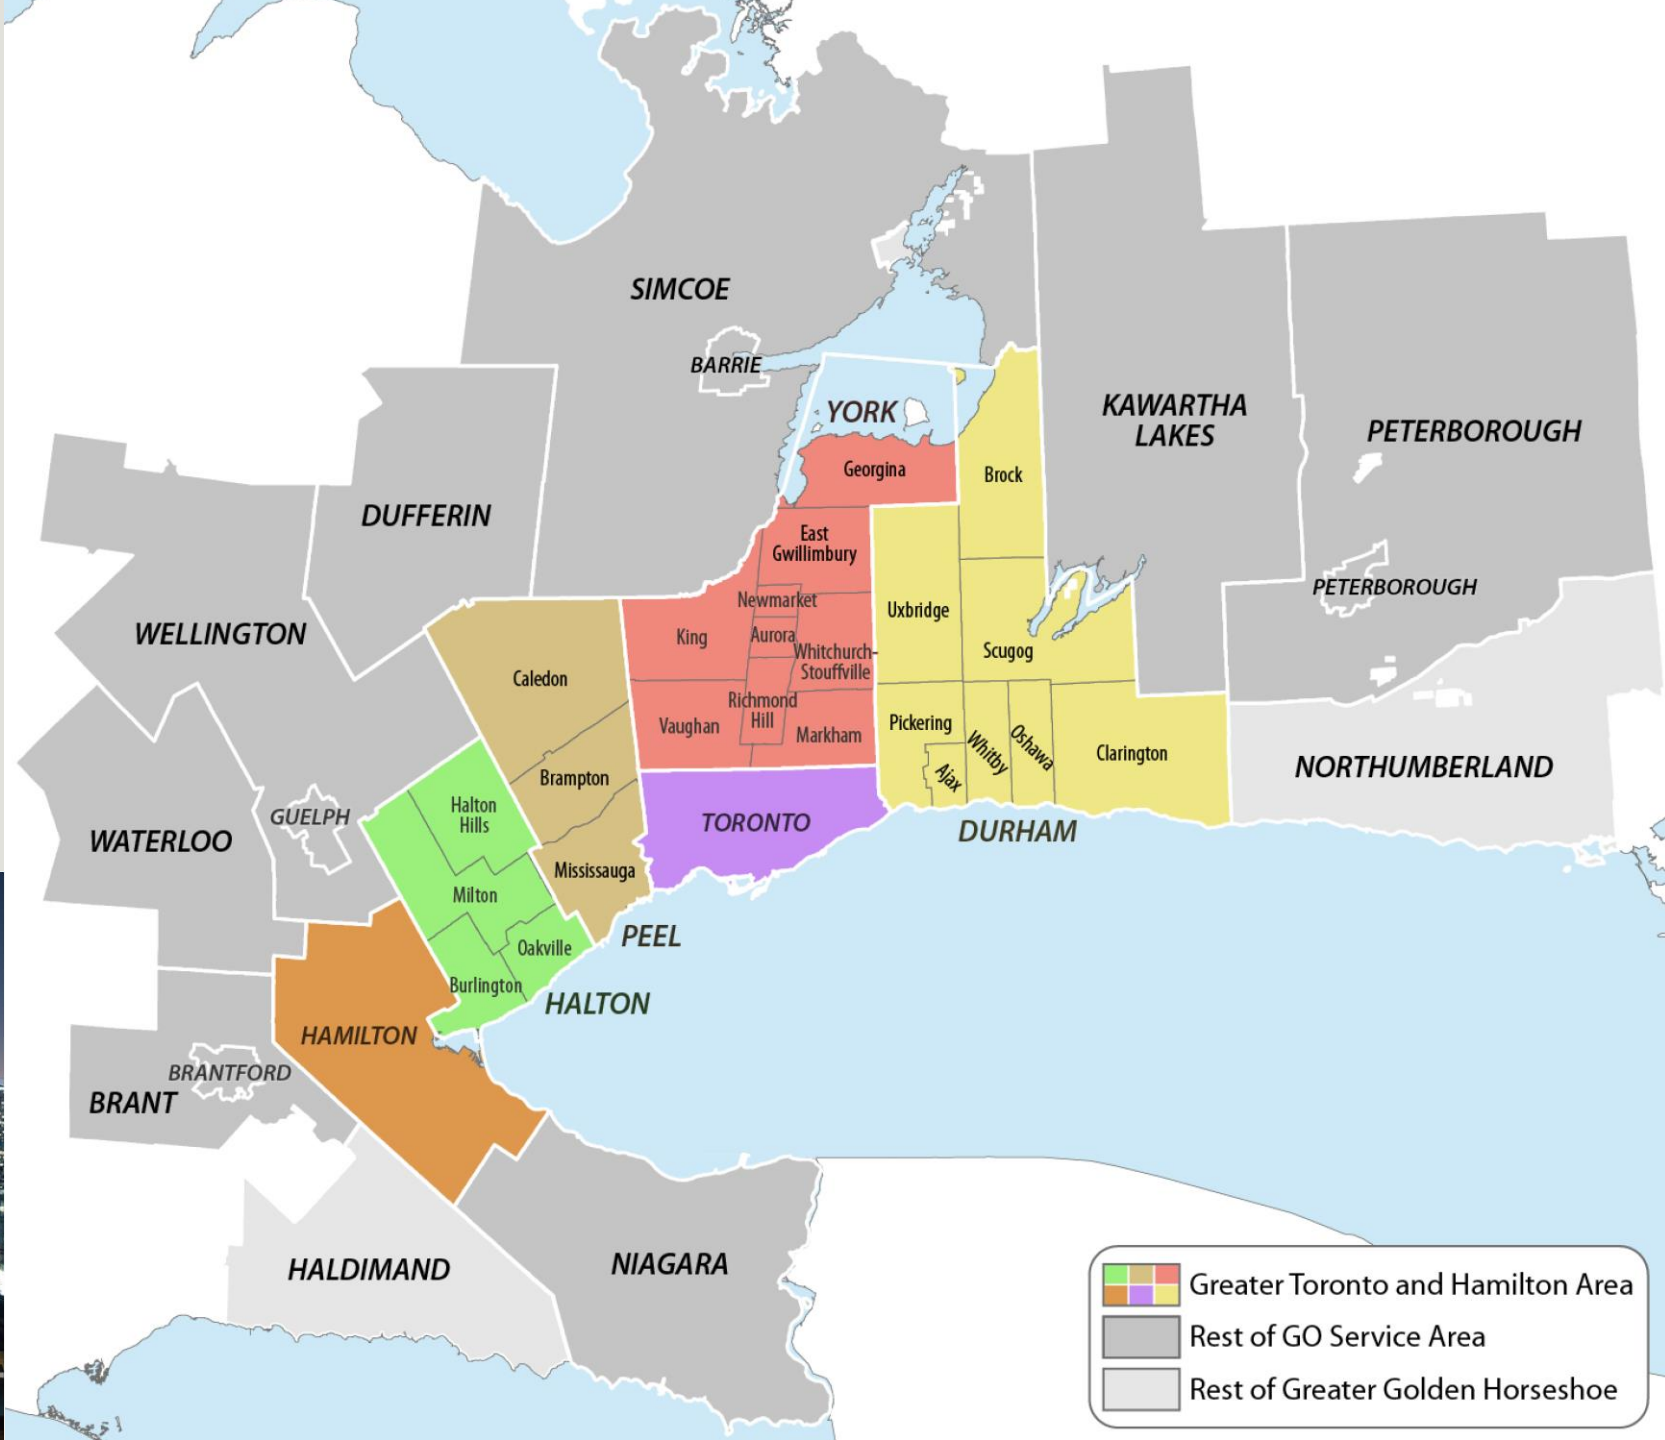 SIMCOE
BARRIE
YORK
KAWARTHA
LAKES
PETERBOROUGH
Georgina
Brock
DUFFERIN
East
Gwillimbury
PETERBOROUGH
Newmarket
Uxbridge
WELLINGTON
King
Aurora
Whitchurch-
Stouffville
Scugog
Caledon
Richmond
Hill
Vaughan
Markham
Pickering
Whitby
Oshawa
Ajax
Clarington
NORTHUMBERLAND
Brampton
Halton
Hills
GUELPH
TORONTO
DURHAM
WATERLOO
Mississauga
Milton
PEEL
Oakville
Burlington
HALTON
HAMILTON
BRANTFORD
BRANT
HALDIMAND
NIAGARA
Greater Toronto and Hamilton Area
Rest of GO Service Area
Rest of Greater Golden Horseshoe